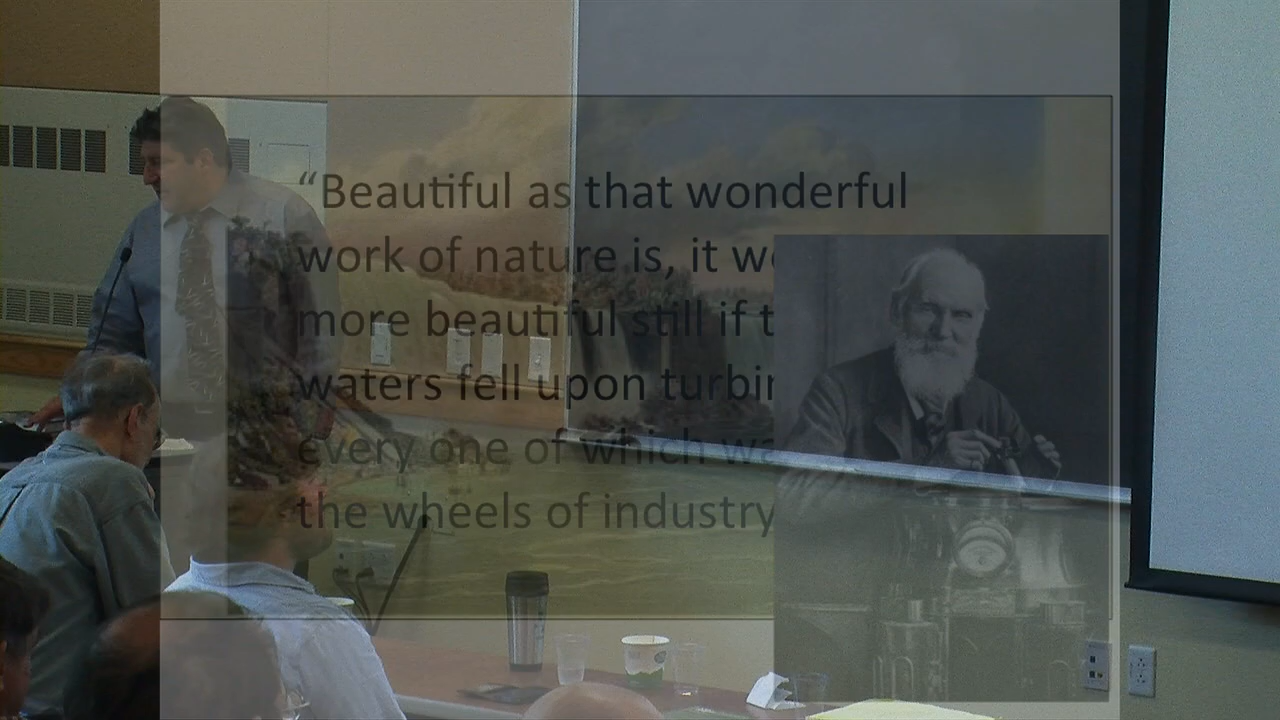 “Beautiful as that wonderful
work of nature is, it
more beautiful still if
waters fell upon
every one of which
the wheels of industry